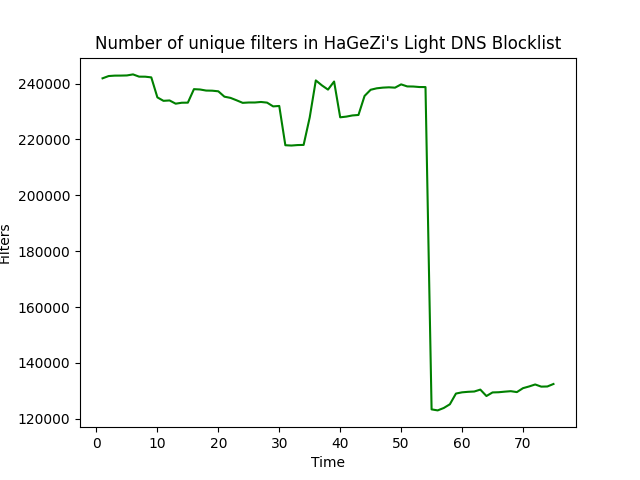 Number of unique filters in HaGeZi's Light DNS Blocklist
240000
220000
200000
180000
160000
140000
120000
Filters
0 10 20 30 40 50 60 70
Time